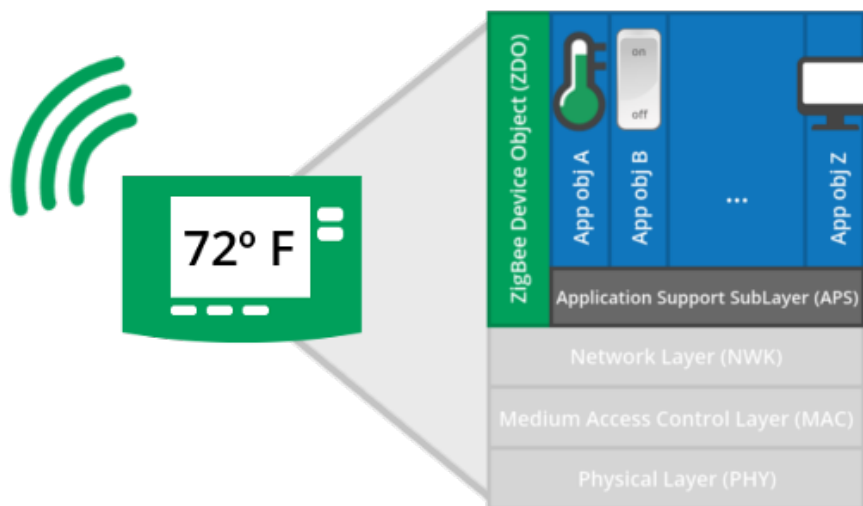 72º F
ZigBee Device Object (ZDO)
on
off
App obj A
App obj B
...
App obj Z
Application Support SubLayer (APS)
Network Layer (NWK)
Medium Access Control Layer (MAC)
Physical Layer (PHY)